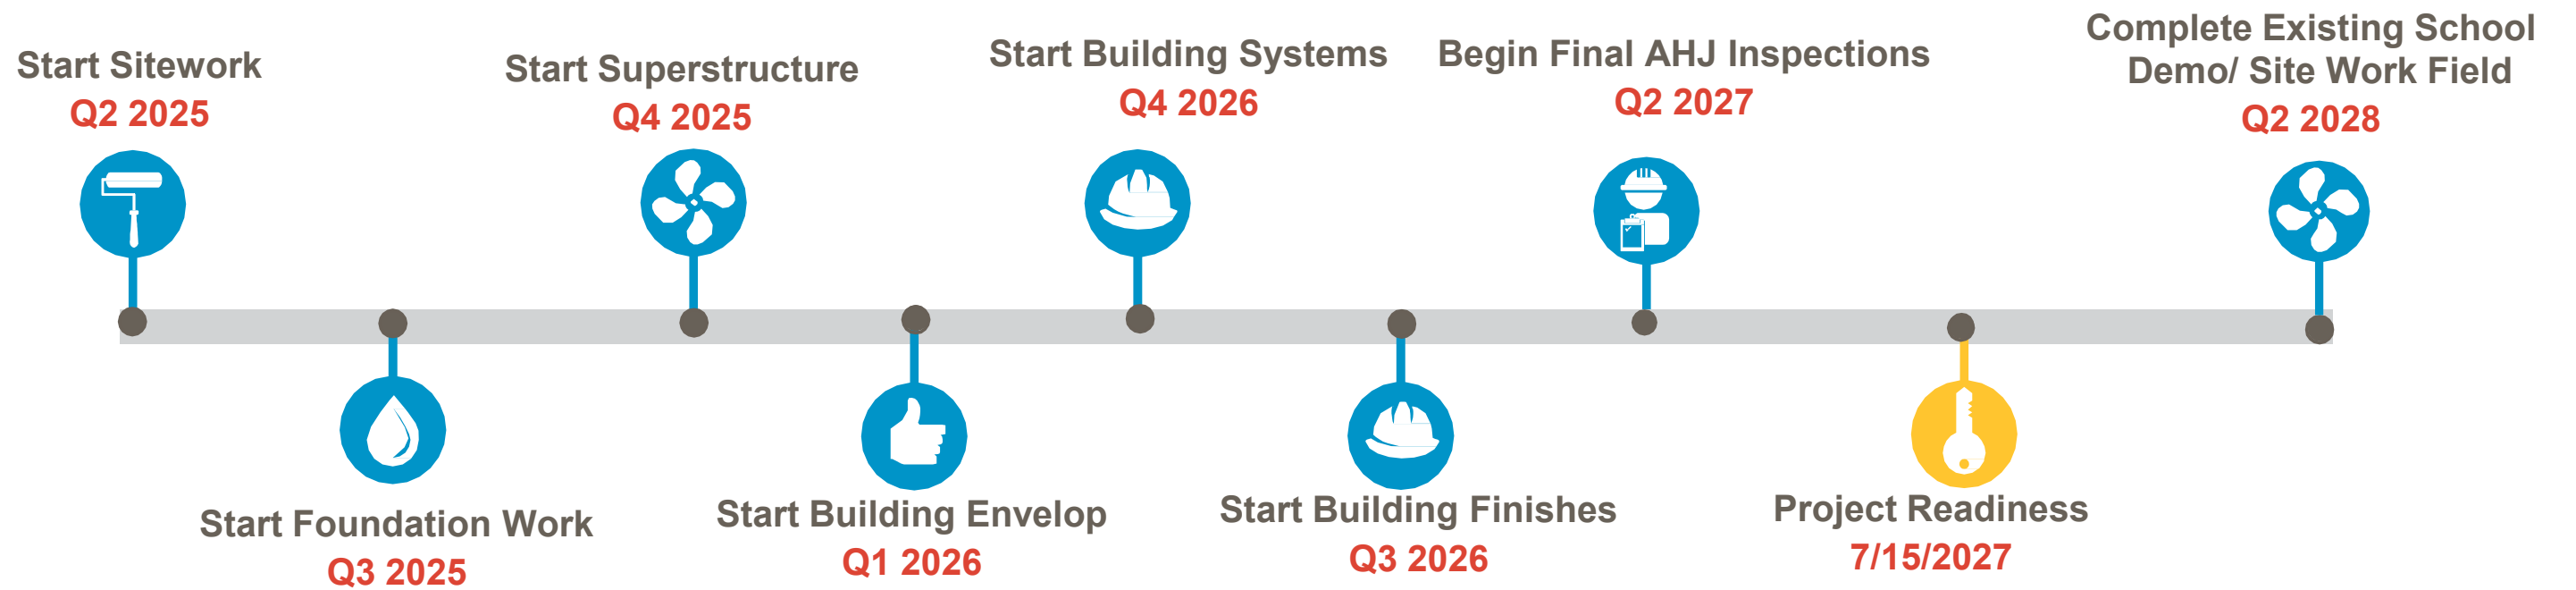 Start Sitework
Q2 2025
Start Foundation Work
Q3 2025
Start Superstructure
Q4 2025
Start Building Envelop
Q1 2026
Start Building Systems
Q4 2026
Start Building Finishes
Q3 2026
Begin Final AHJ Inspections
Q2 2027
Project Readiness
7/15/2027
Complete Existing School
Demo/ Site Work Field
Q2 2028